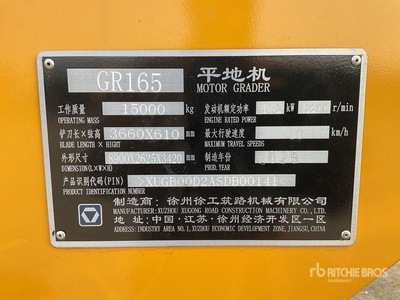 GR165 平地机
MOTOR GRADER
工作质量 15000 kg 发动机额定功率 kW r/min
OPERATING MASS ENGINE RATED POWER
铲刀长×弦高 3660X610 mm 最大行驶速度 km/h
BLADE LENGTH x BLADE HEIGHT MAXIMUM TRAVEL SPEEDS
外形尺寸 8900X2625X3420 mm 制造年份
DIMENSION(L×W×H) MANUFACTURE YEAR
产品识别代码(PIN)
PRODUCT IDENTIFICATION NUMBER
制造商：徐州徐工筑路机械有限公司
MANUFACTURER:XUZHOU XUGONG ROAD CONSTRUCTION MACHINERY CO., LTD.
地址：中国·江苏·徐州经济开发区一区
ADDRESS:INDUSTRY AREA NO.1, XUZHOU ECONOMIC DEVELOPMENT ZONE,JIANGSU,CHINA
rb RITCHIE BROS.